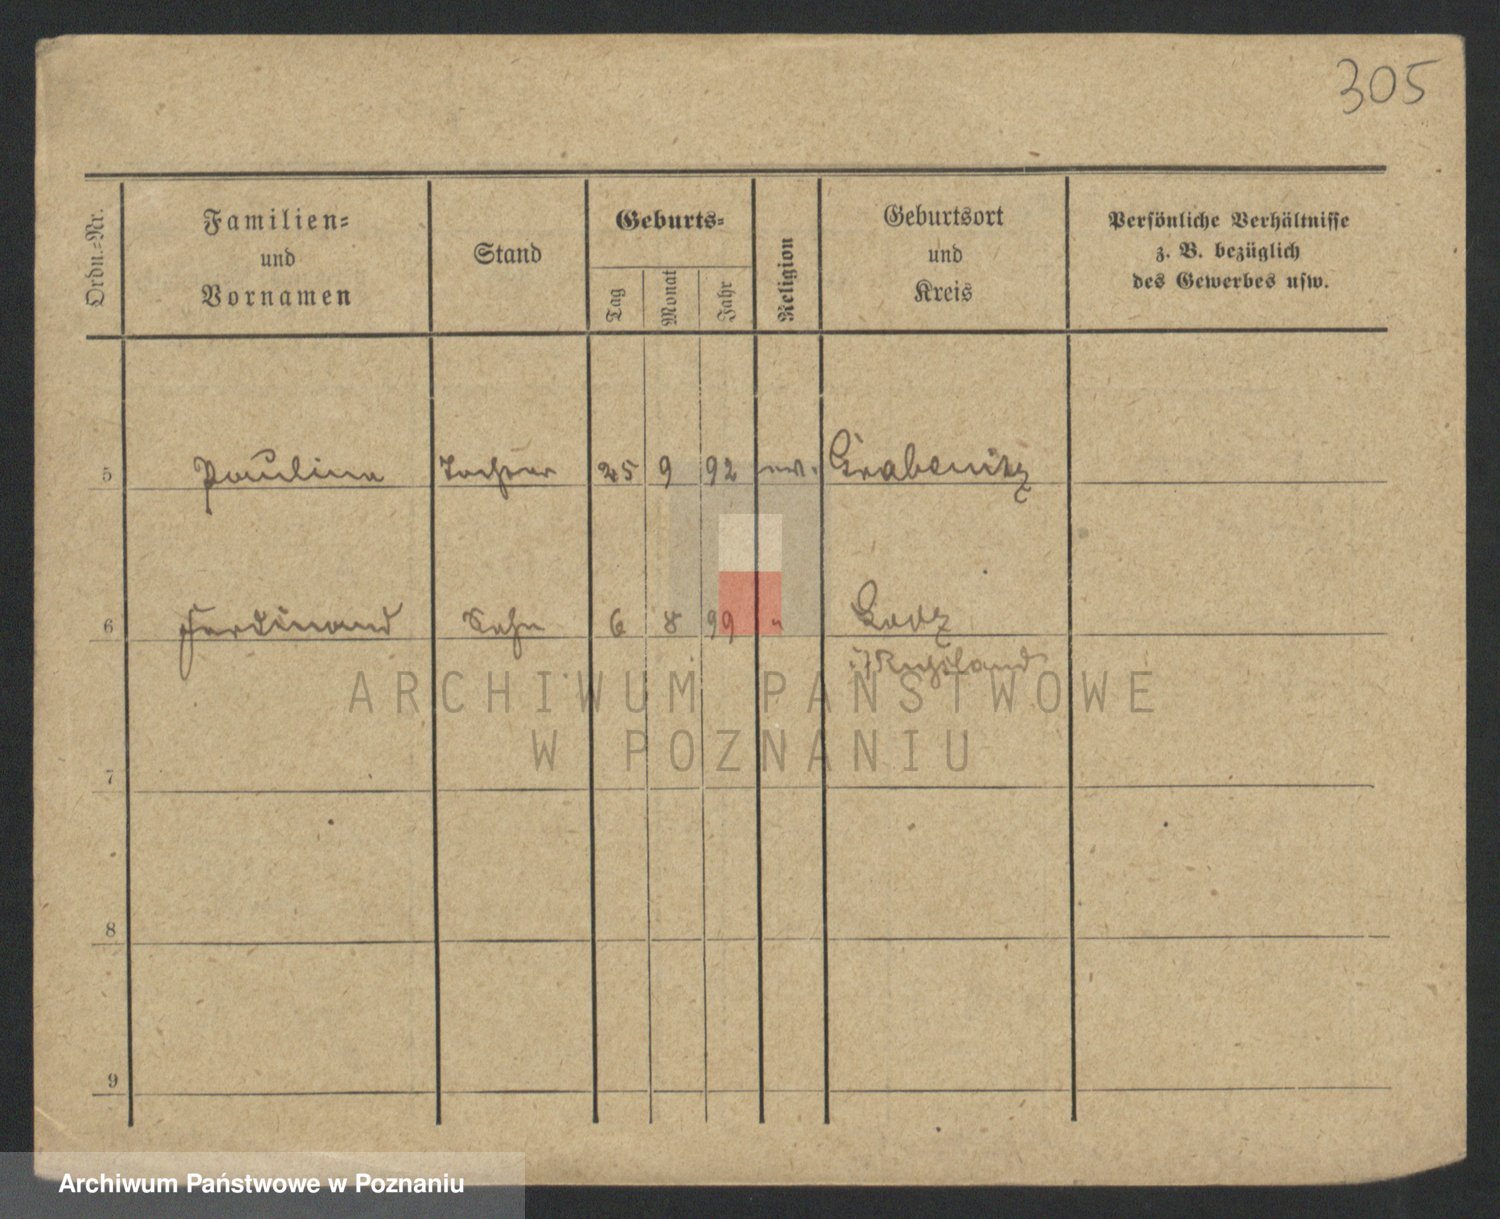 305
Ordn.-Nr.
Familien-
und
Vornamen
Stand
Geburts-
Tag
Monat
Jahr
Religion
Geburtsort
und
Kreis
Persönliche Verhältnisse
z. B. bezüglich
des Gewerbes usw.
5 Pauline Tochter 25 9 92 ev. Grabenitz
6 Ferdinand Sohn 6 8 99 " Lodz
i/Russland
ARCHIWUM PAŃSTWOWE
W POZNANIU
7
8
9
Archiwum Państwowe w Poznaniu